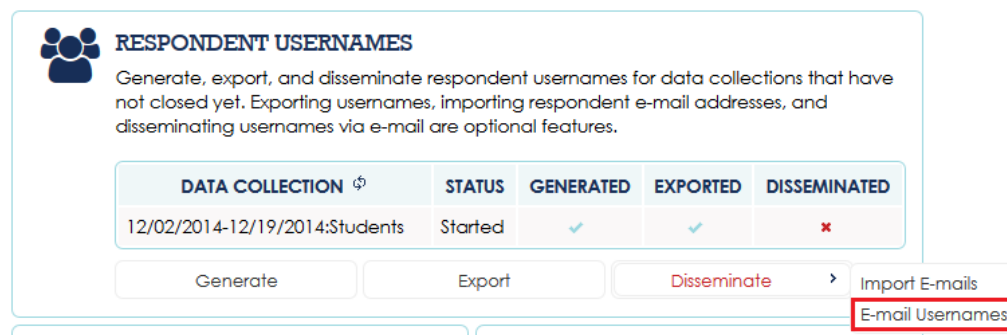 RESPONDENT USERNAMES
Generate, export, and disseminate respondent usernames for data collections that have
not closed yet. Exporting usernames, importing respondent e-mail addresses, and
disseminating usernames via e-mail are optional features.
DATA COLLECTION STATUS GENERATED EXPORTED DISSEMINATED
12/02/2014-12/19/2014:Students Started
Generate Export Disseminate
Import E-mails
E-mail Usernames